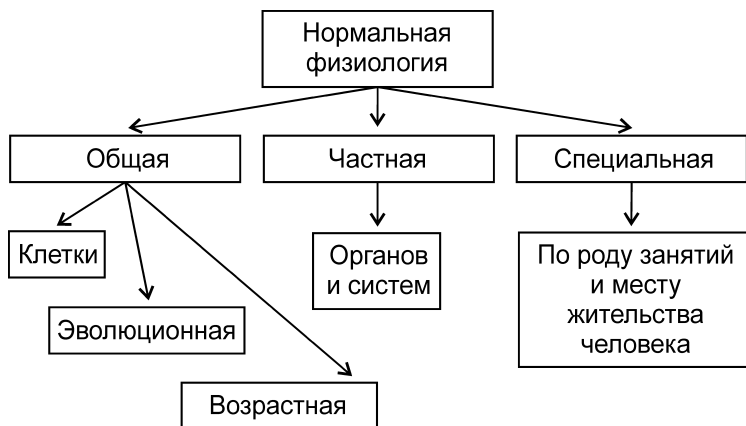 Нормальная
физиология
Общая
Частная
Специальная
Клетки
Эволюционная
Возрастная
Органов
и систем
По роду занятий
и месту
жительства
человека